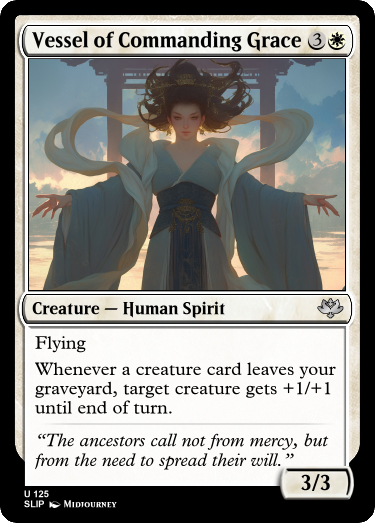 Vessel of Commanding Grace 3
Creature — Human Spirit
Flying
Whenever a creature card leaves your
graveyard, target creature gets +1/+1
until end of turn.
“The ancestors call not from mercy, but
from the need to spread their will.”
3/3
U 125
SLIP Midjourney